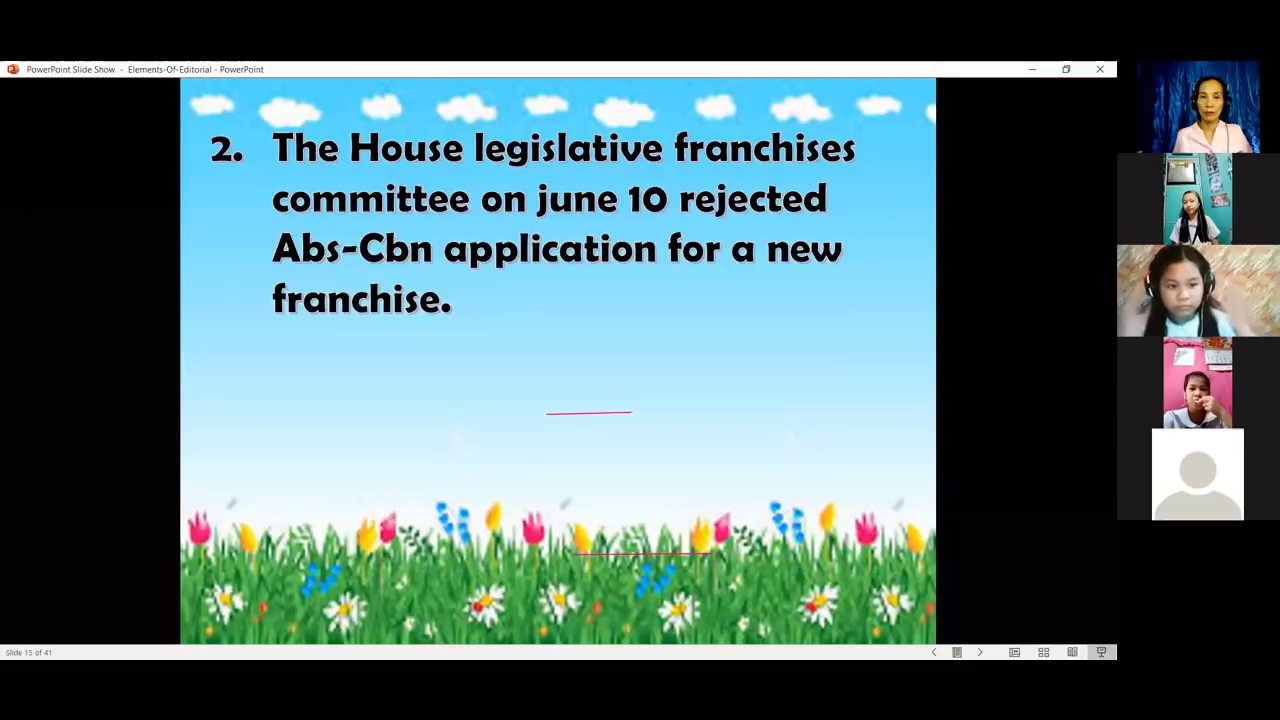 PowerPoint Slide Show - Elements-Of-Editorial - PowerPoint
2. The House legislative franchises
committee on june 10 rejected
Abs-Cbn application for a new
franchise.
Slide 15 of 41